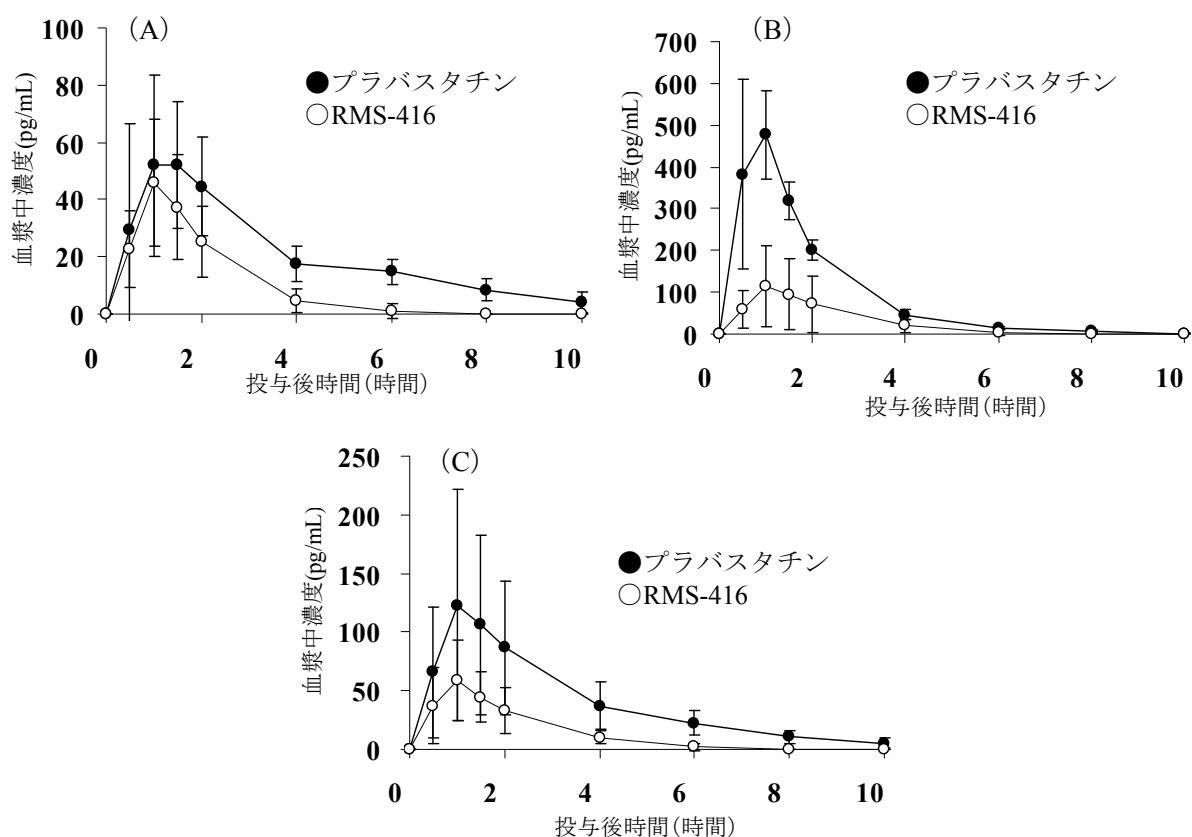 (A)
100
80
60
40
20
0
血漿中濃度(pg/mL)
●プラバスタチン
○RMS-416
0 2 4 6 8 10
投与後時間(時間)
(B)
700
600
500
400
300
200
100
0
血漿中濃度(pg/mL)
●プラバスタチン
○RMS-416
0 2 4 6 8 10
投与後時間(時間)
(C)
250
200
150
100
50
0
血漿中濃度(pg/mL)
●プラバスタチン
○RMS-416
0 2 4 6 8 10
投与後時間(時間)